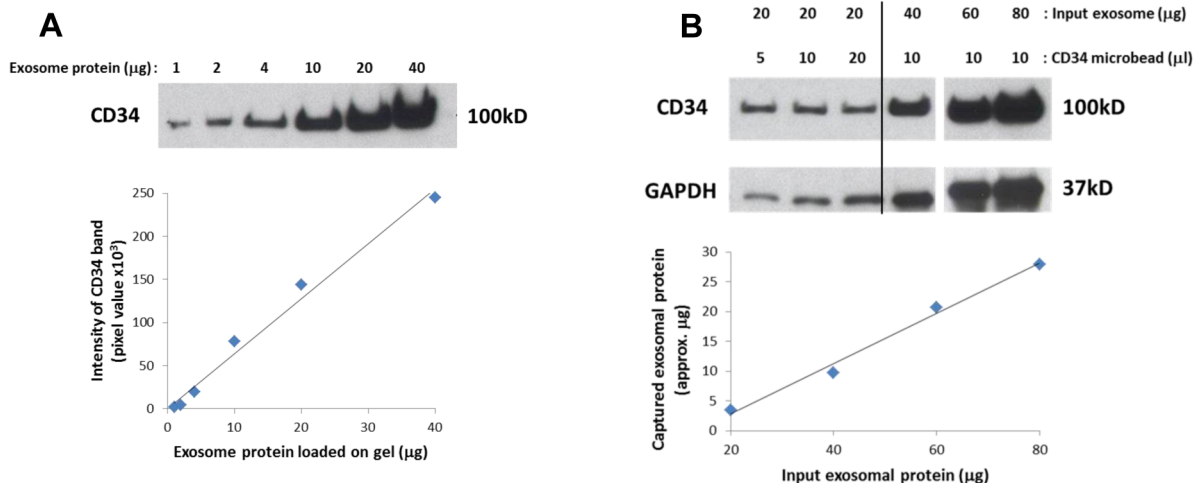 A
Exosome protein (µg): 1 2 4 10 20 40
CD34 100kD
250
200
150
100
50
0
0 10 20 30 40
Intensity of CD34 band
(pixel value x10³)
Exosome protein loaded on gel (µg)
B
20 20 20 40 60 80 : Input exosome (µg)
5 10 20 10 10 10 : CD34 microbead (µl)
CD34 100kD
GAPDH 37kD
30
25
20
15
10
5
0
20 40 60 80
Captured exosomal protein
(approx. µg)
Input exosomal protein (µg)